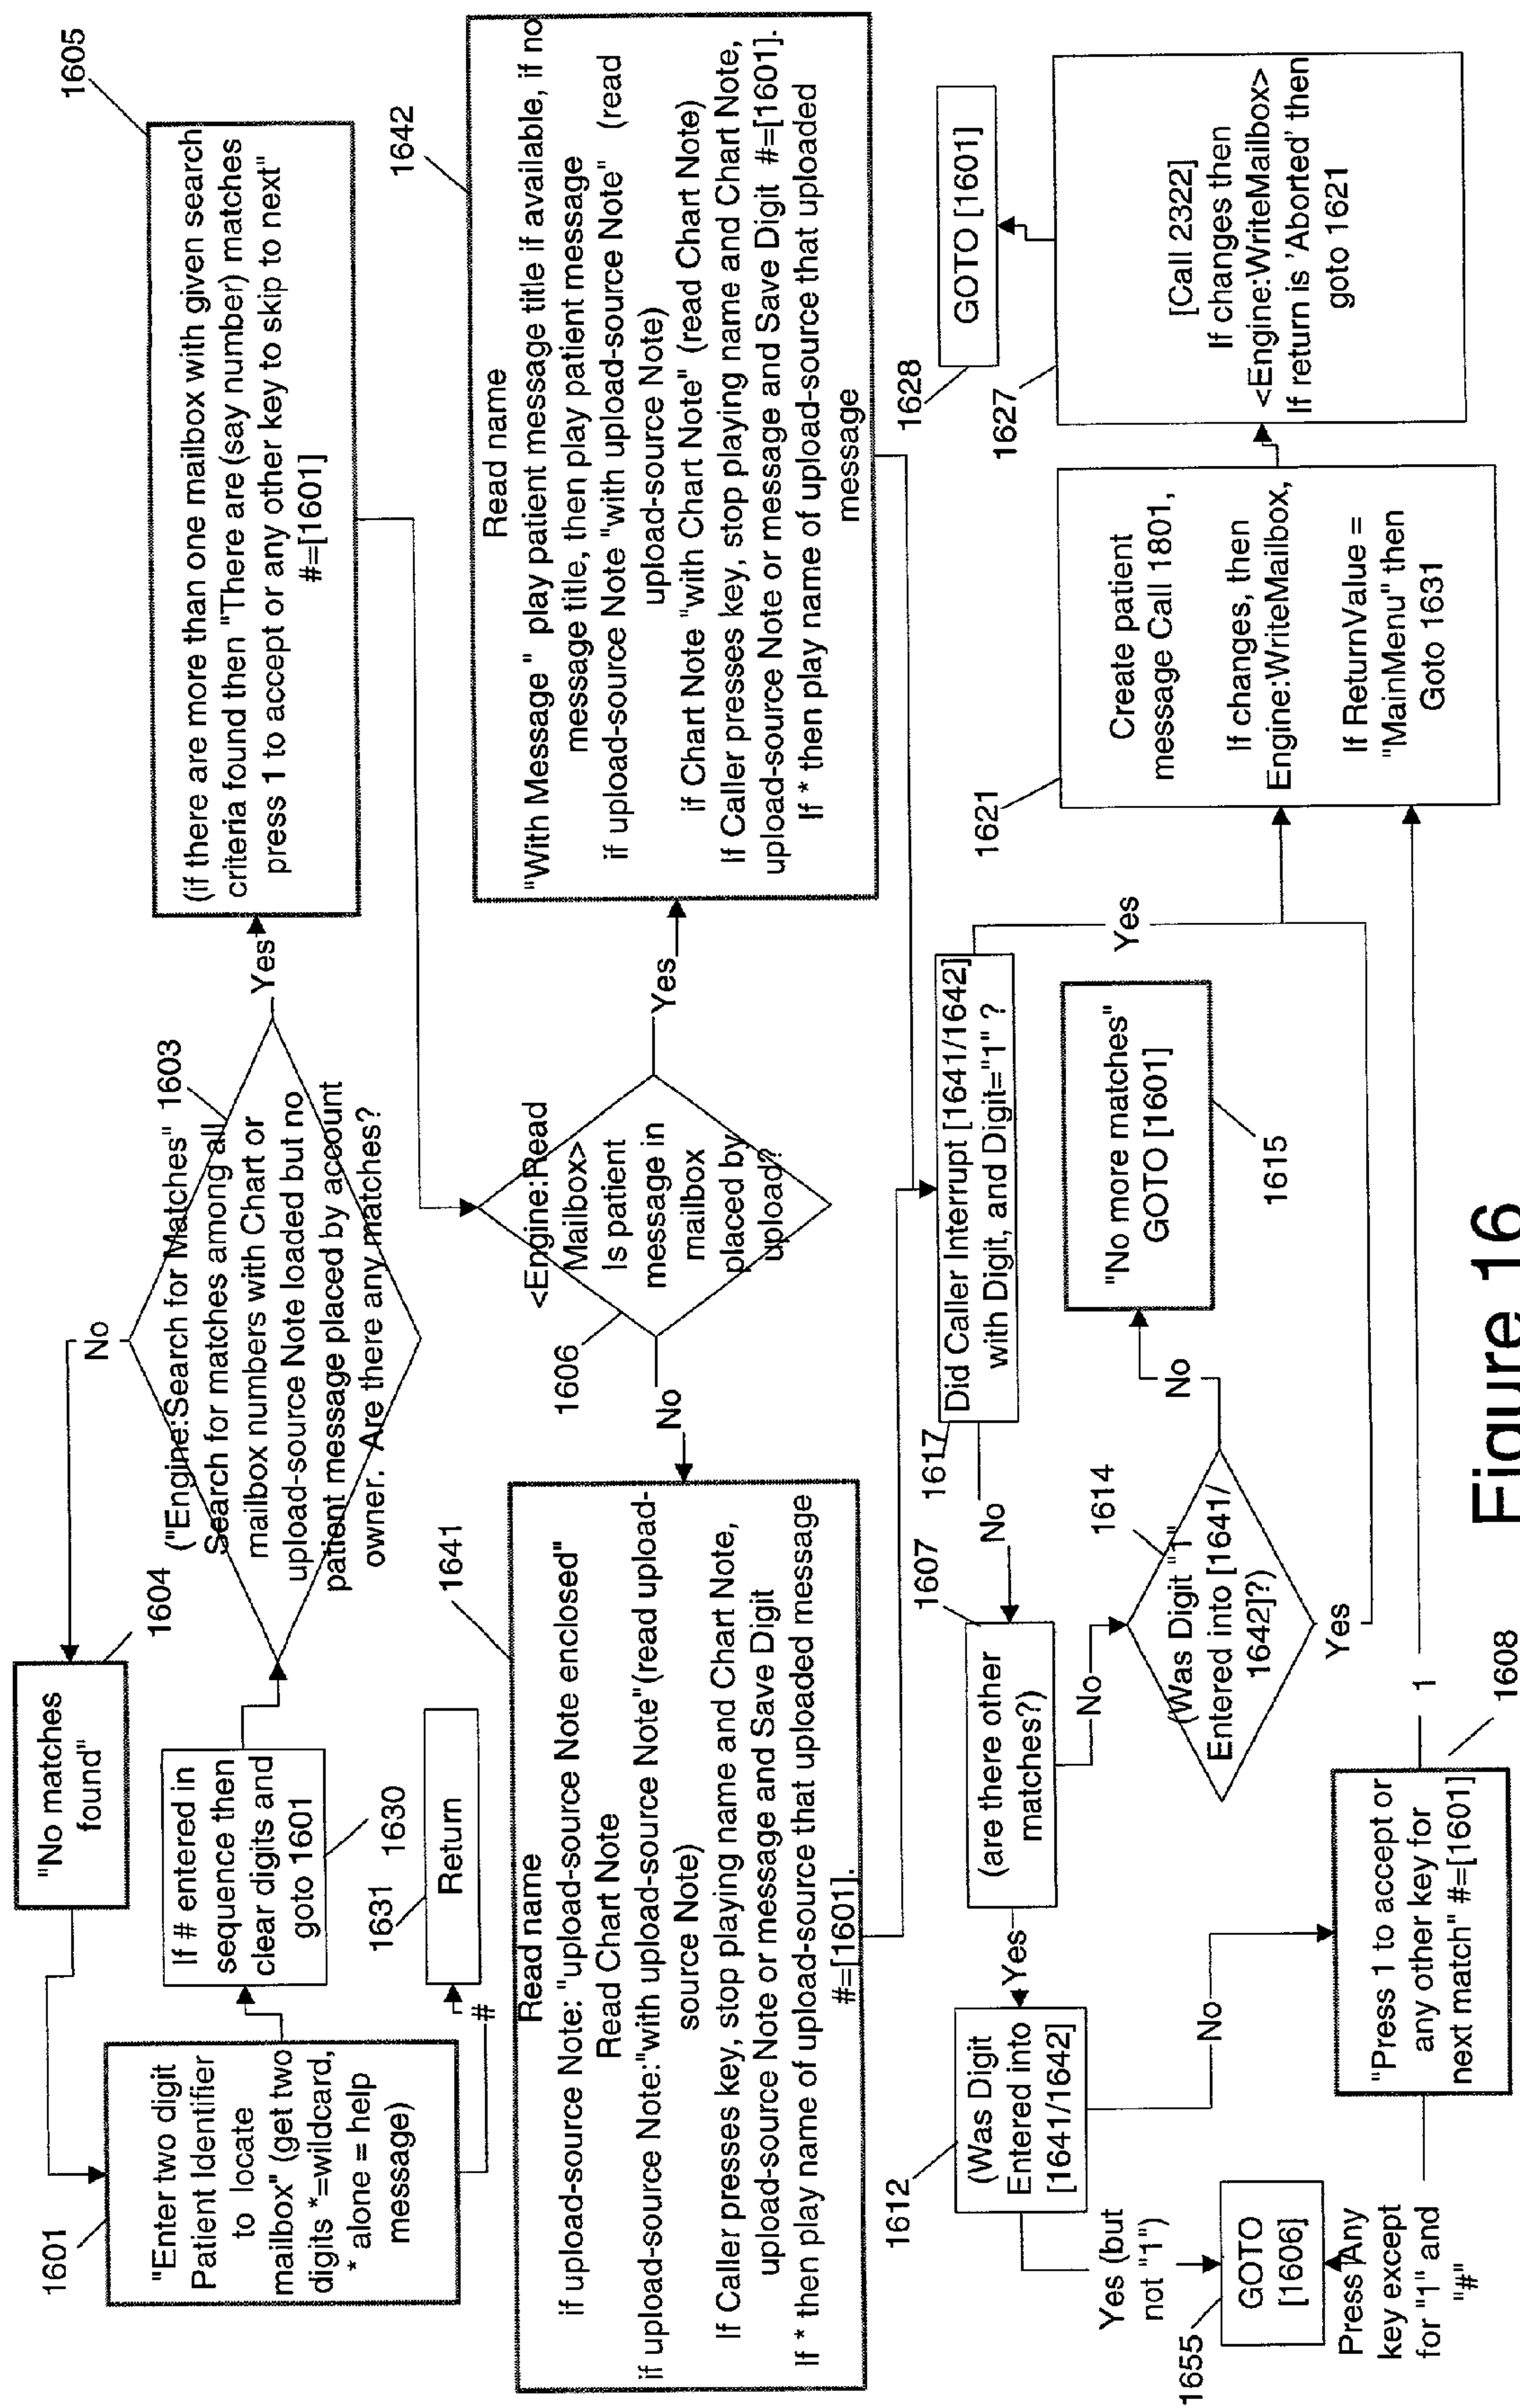 1601
"Enter two digit
Patient Identifier
to locate
mailbox" (get two
digits *=wildcard,
* alone = help
message)
#
"No matches
found"
1604
If # entered in
sequence then
clear digits and
goto 1601
1630
1631
Return
No
("Engine:Search for Matches"
Search for matches among all
mailbox numbers with Chart or
upload-source Note loaded but no
patient message placed by account
owner. Are there any matches?
1603
Yes
1605
(if there are more than one mailbox with given search
criteria found then "There are (say number) matches
press 1 to accept or any other key to skip to next"
#=[1601]
1641
Read name
if upload-source Note: "upload-source Note enclosed"
Read Chart Note
if upload-source Note:"with upload-source Note"(read upload-
source Note)
If Caller presses key, stop playing name and Chart Note,
upload-source Note or message and Save Digit
If * then play name of upload-source that uploaded message
#=[1601].
No
1606
<Engine:Read
Mailbox>
Is patient
message in
mailbox
placed by
upload?
Yes
1642
Read name
"With Message " play patient message title if available, if no
message title, then play patient message
if upload-source Note "with upload-source Note" (read
upload-source Note)
if Chart Note "with Chart Note" (read Chart Note)
If Caller presses key, stop playing name and Chart Note,
upload-source Note or message and Save Digit #=[1601].
If * then play name of upload-source that uploaded
message
1612
(Was Digit
Entered into
[1641/1642]
Yes
1607
(are there other
matches?)
No
1617
Did Caller Interrupt [1641/1642]
with Digit, and Digit="1" ?
Yes
No
1614
(Was Digit "1"
Entered into [1641/
1642]?)
No
Yes
"No more matches"
GOTO [1601]
1615
Yes (but
not "1")
1655
GOTO
[1606]
Press Any
key except
for "1" and
"#"
No
"Press 1 to accept or
any other key for
next match" #=[1601]
1608
1
1621
Create patient
message Call 1801,
If changes, then
Engine:WriteMailbox,
If ReturnValue =
"MainMenu" then
Goto 1631
1627
[Call 2322]
If changes then
<Engine:WriteMailbox>
If return is 'Aborted' then
goto 1621
1628
GOTO [1601]
Figure 16